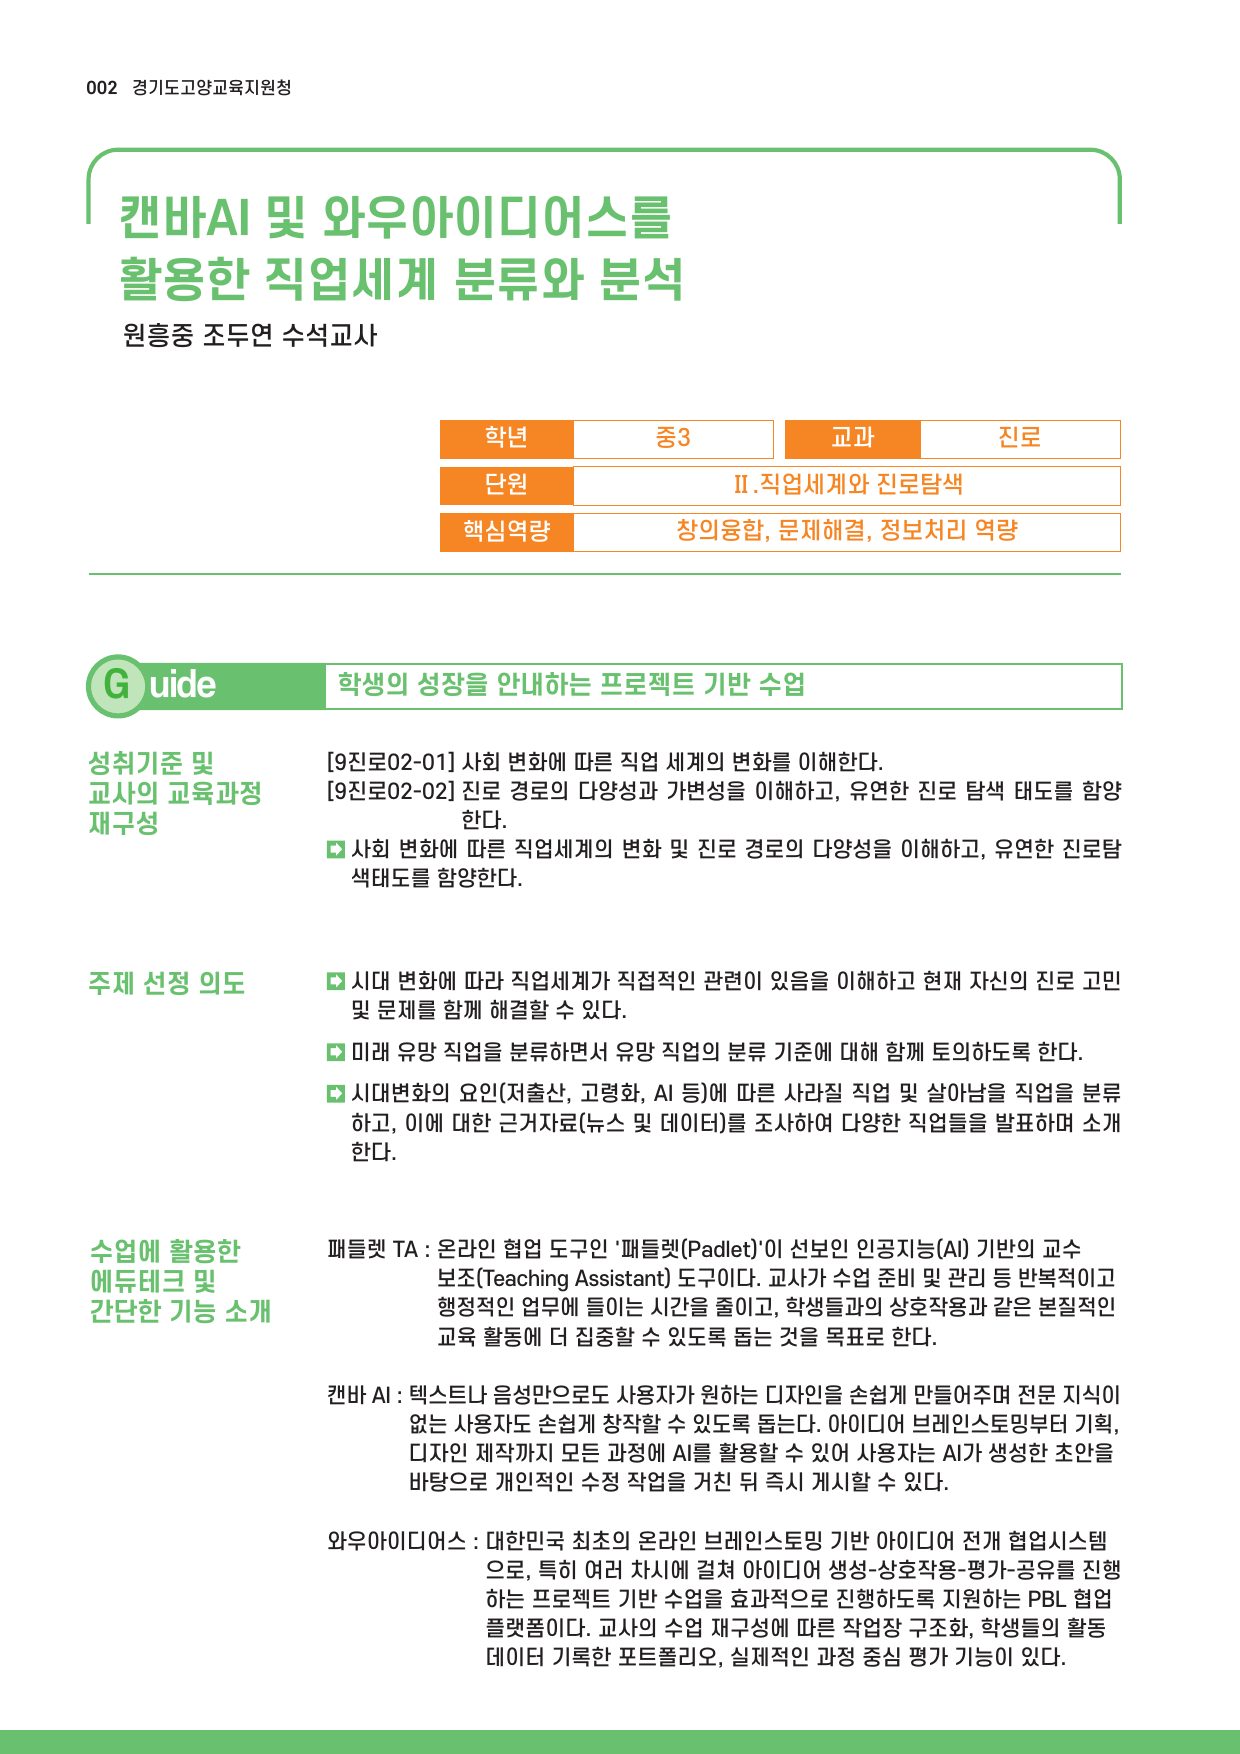 002 경기도고양교육지원청
캔바AI 및 와우아이디어스를
활용한 직업세계 분류와 분석
원흥중 조두연 수석교사
학년 중3 교과 진로
단원 Ⅱ.직업세계와 진로탐색
핵심역량 창의융합, 문제해결, 정보처리 역량
Guide 학생의 성장을 안내하는 프로젝트 기반 수업
성취기준 및
교사의 교육과정
재구성
[9진로02-01] 사회 변화에 따른 직업 세계의 변화를 이해한다.
[9진로02-02] 진로 경로의 다양성과 가변성을 이해하고, 유연한 진로 탐색 태도를 함양
한다.
사회 변화에 따른 직업세계의 변화 및 진로 경로의 다양성을 이해하고, 유연한 진로탐
색태도를 함양한다.
주제 선정 의도
시대 변화에 따라 직업세계가 직접적인 관련이 있음을 이해하고 현재 자신의 진로 고민
및 문제를 함께 해결할 수 있다.
미래 유망 직업을 분류하면서 유망 직업의 분류 기준에 대해 함께 토의하도록 한다.
시대변화의 요인(저출산, 고령화, AI 등)에 따른 사라질 직업 및 살아남을 직업을 분류
하고, 이에 대한 근거자료(뉴스 및 데이터)를 조사하여 다양한 직업들을 발표하며 소개
한다.
수업에 활용한
에듀테크 및
간단한 기능 소개
패들렛 TA : 온라인 협업 도구인 '패들렛(Padlet)'이 선보인 인공지능(AI) 기반의 교수
보조(Teaching Assistant) 도구이다. 교사가 수업 준비 및 관리 등 반복적이고
행정적인 업무에 들이는 시간을 줄이고, 학생들과의 상호작용과 같은 본질적인
교육 활동에 더 집중할 수 있도록 돕는 것을 목표로 한다.
캔바 AI : 텍스트나 음성만으로도 사용자가 원하는 디자인을 손쉽게 만들어주며 전문 지식이
없는 사용자도 손쉽게 창작할 수 있도록 돕는다. 아이디어 브레인스토밍부터 기획,
디자인 제작까지 모든 과정에 AI를 활용할 수 있어 사용자는 AI가 생성한 초안을
바탕으로 개인적인 수정 작업을 거친 뒤 즉시 게시할 수 있다.
와우아이디어스 : 대한민국 최초의 온라인 브레인스토밍 기반 아이디어 전개 협업시스템
으로, 특히 여러 차시에 걸쳐 아이디어 생성-상호작용-평가-공유를 진행
하는 프로젝트 기반 수업을 효과적으로 진행하도록 지원하는 PBL 협업
플랫폼이다. 교사의 수업 재구성에 따른 작업장 구조화, 학생들의 활동
데이터 기록한 포트폴리오, 실제적인 과정 중심 평가 기능이 있다.